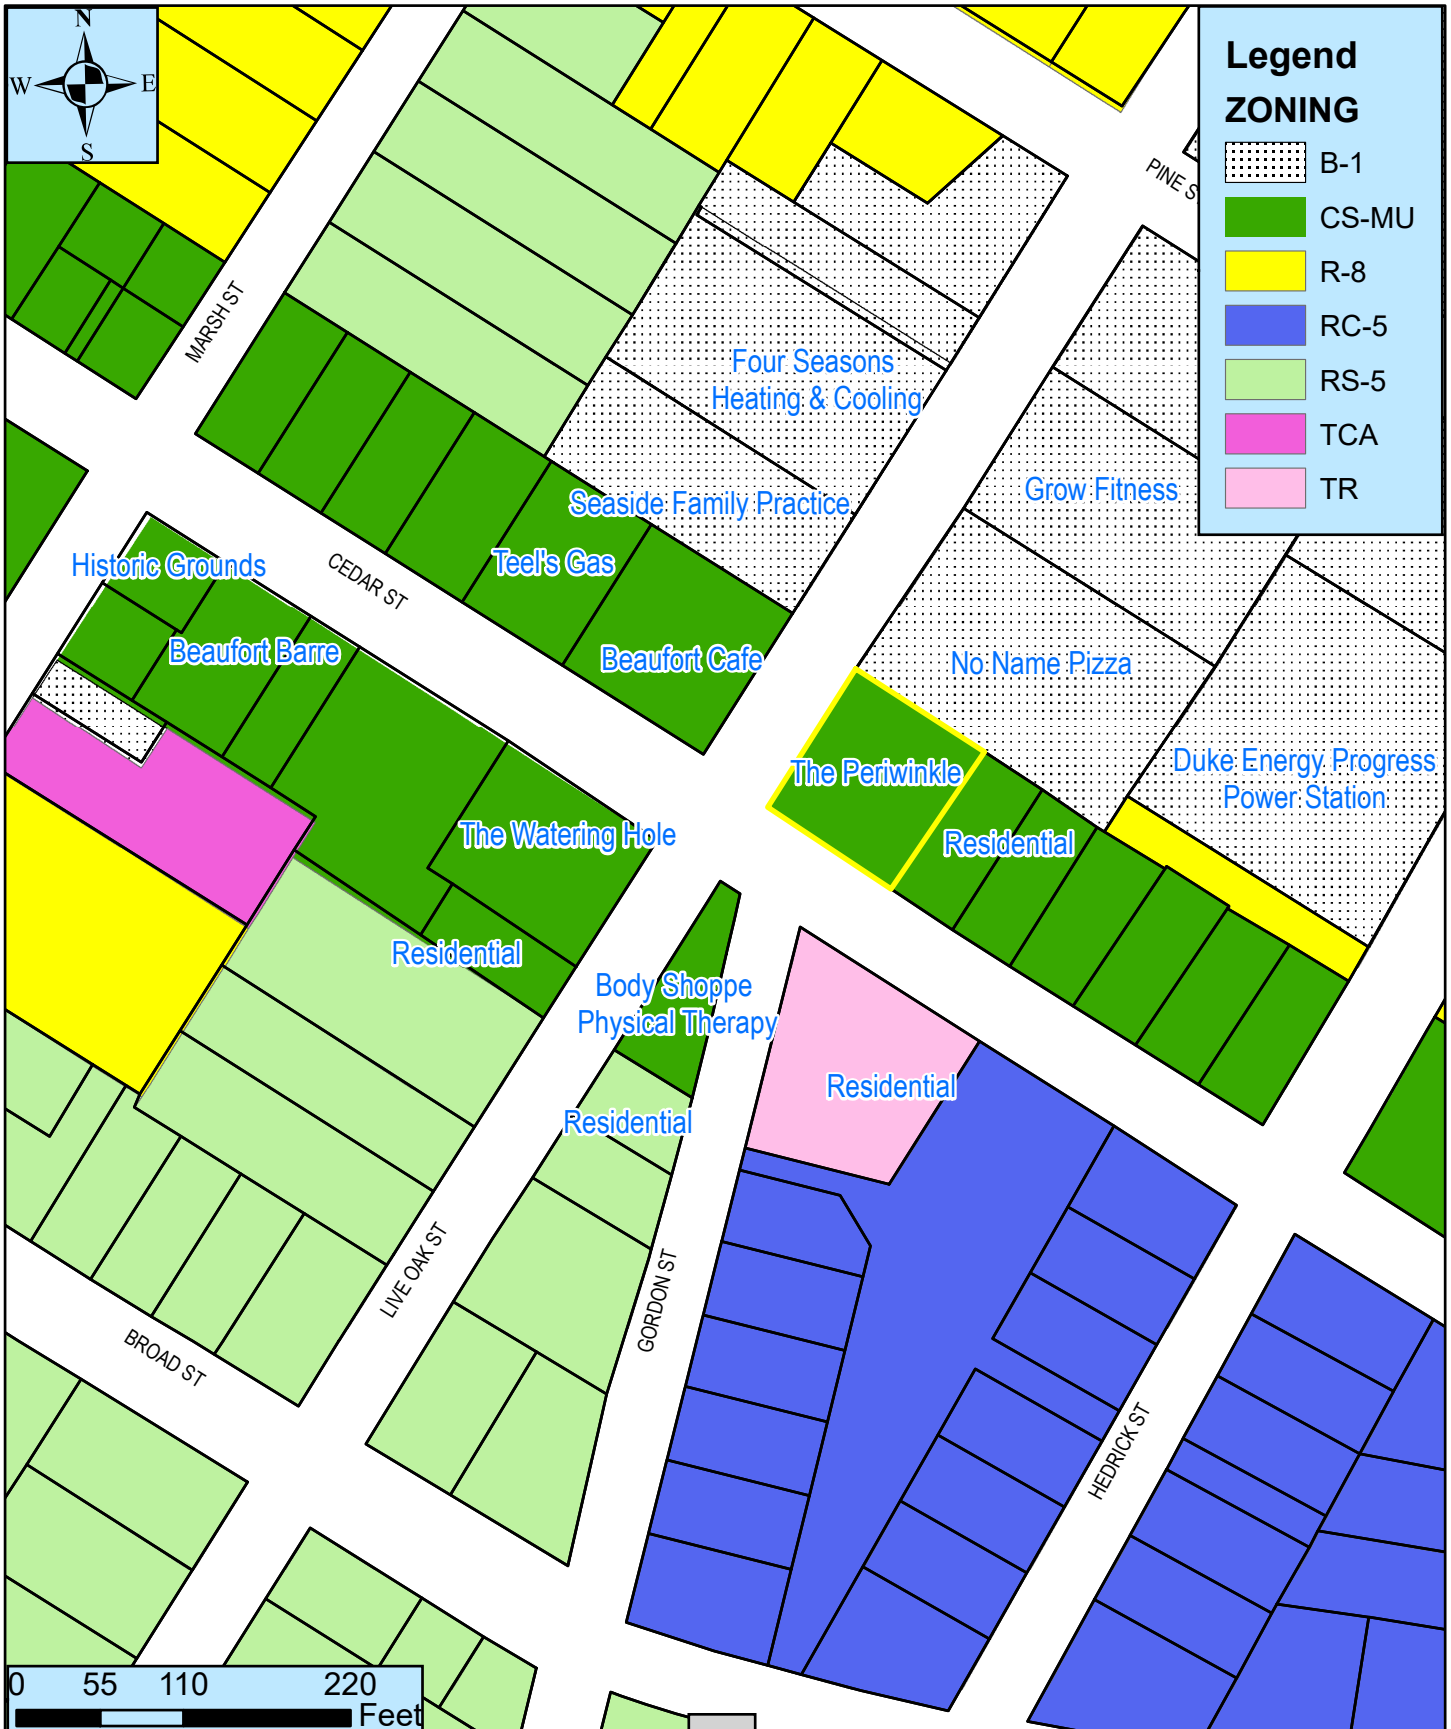 N
W E
S
Legend
ZONING
B-1
CS-MU
R-8
RC-5
RS-5
TCA
TR
PINE S
MARSH ST
Four Seasons
Heating & Cooling
Seaside Family Practice
Grow Fitness
Historic Grounds
CEDAR ST
Teel's Gas
Beaufort Barre
Beaufort Cafe
No Name Pizza
The Periwinkle
Duke Energy Progress
Power Station
The Watering Hole
Residential
Residential
Body Shoppe
Physical Therapy
Residential
Residential
LIVE OAK ST
GORDON ST
BROAD ST
HEDRICK ST
0 55 110 220
Feet